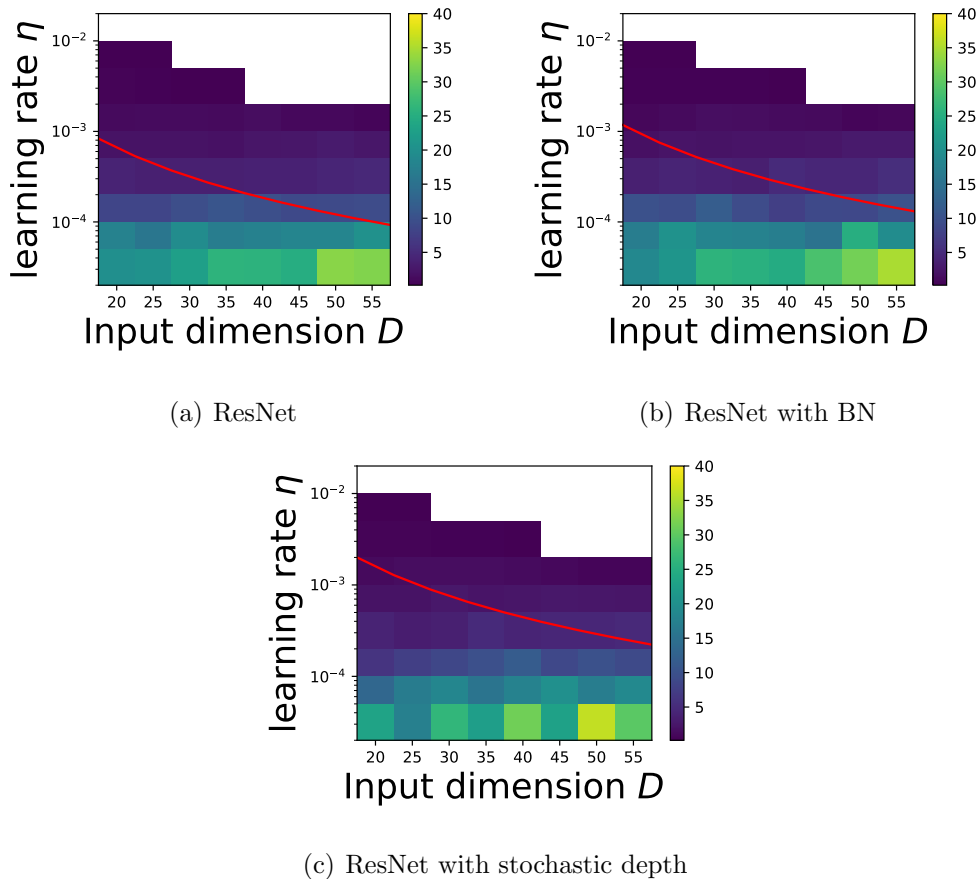 learning rate η
10⁻²
10⁻³
10⁻⁴
20 25 30 35 40 45 50 55
Input dimension D
40
35
30
25
20
15
10
5
(a) ResNet
learning rate η
10⁻²
10⁻³
10⁻⁴
20 25 30 35 40 45 50 55
Input dimension D
40
35
30
25
20
15
10
5
(b) ResNet with BN
learning rate η
10⁻²
10⁻³
10⁻⁴
20 25 30 35 40 45 50 55
Input dimension D
40
35
30
25
20
15
10
5
(c) ResNet with stochastic depth